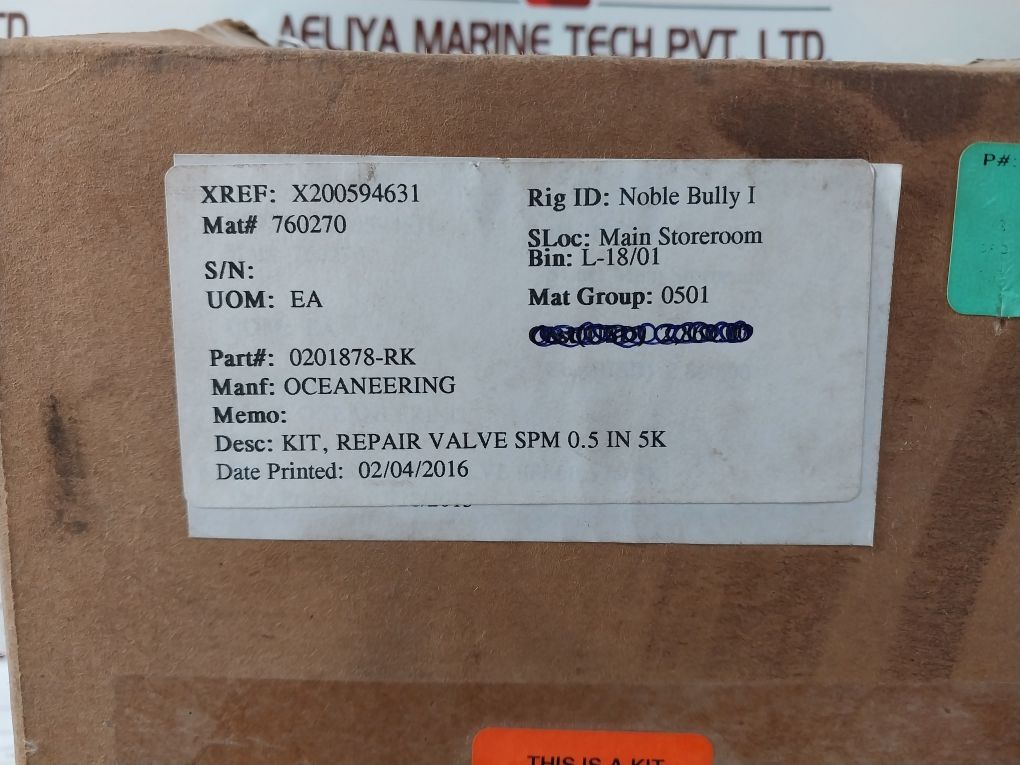 AELIYA MARINE TECH PVT. LTD.
TD
P#:
XREF: X200594631
Mat# 760270
S/N:
UOM: EA
Rig ID: Noble Bully I
SLoc: Main Storeroom
Bin: L-18/01
Mat Group: 0501
Part#: 0201878-RK
Manf: OCEANEERING
Memo:
Desc: KIT, REPAIR VALVE SPM 0.5 IN 5K
Date Printed: 02/04/2016
THIS IS A KIT